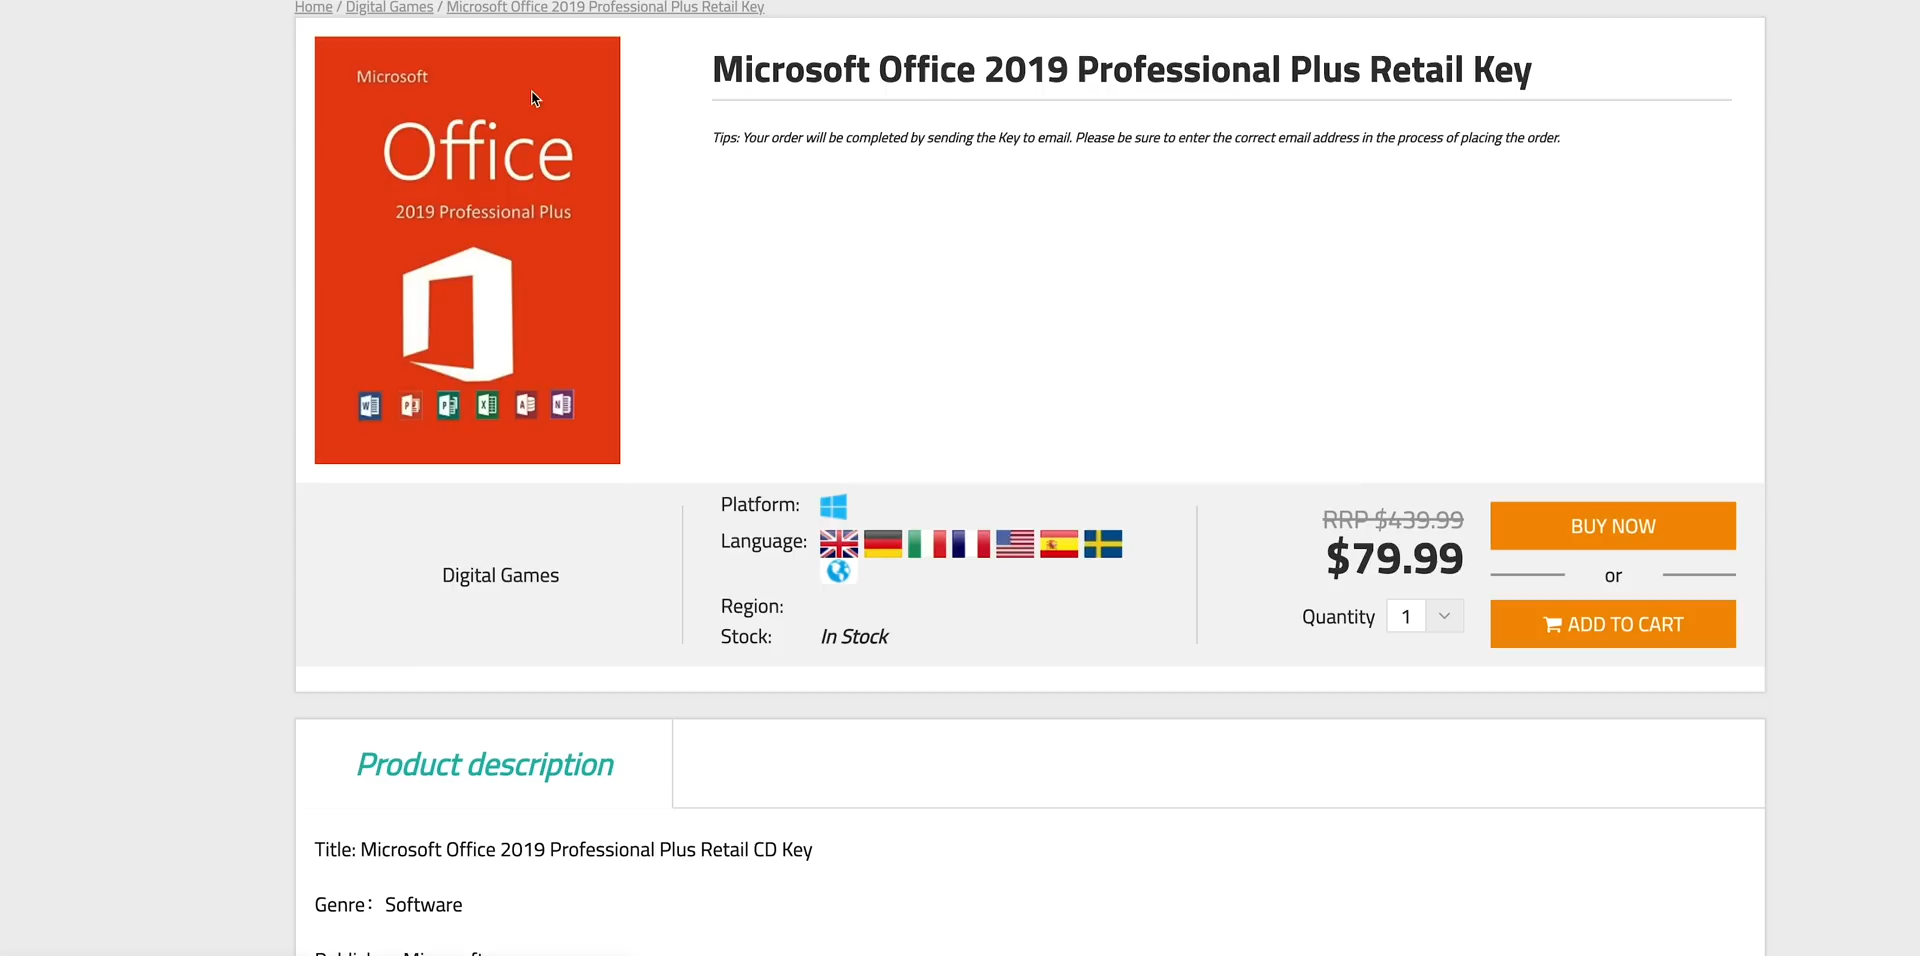 Home / Digital Games / Microsoft Office 2019 Professional Plus Retail Key
Microsoft
Office
2019 Professional Plus
Microsoft Office 2019 Professional Plus Retail Key
Tips: Your order will be completed by sending the Key to email. Please be sure to enter the correct email address in the process of placing the order.
Digital Games
Platform:
Language:
Region:
Stock: In Stock
RRP $439.99
$79.99
Quantity 1
BUY NOW
or
ADD TO CART
Product description
Title: Microsoft Office 2019 Professional Plus Retail CD Key
Genre： Software